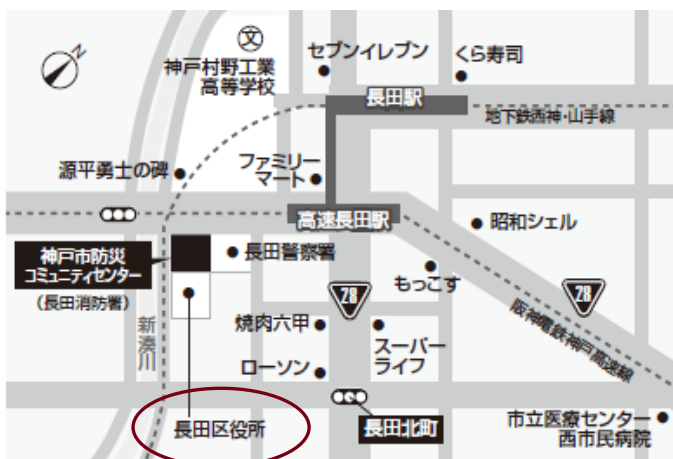 N
文
セブンイレブン
くら寿司
神戸村野工業
高等学校
長田駅
地下鉄西神・山手線
ファミリー
マート
源平勇士の碑
高速長田駅
昭和シェル
神戸市防災
コミュニティセンター
(長田消防署)
長田警察署
もっこす
28
28
阪神電鉄神戸高速線
新湊川
焼肉六甲
スーパー
ライフ
ローソン
長田区役所
長田北町
市立医療センター
西市民病院